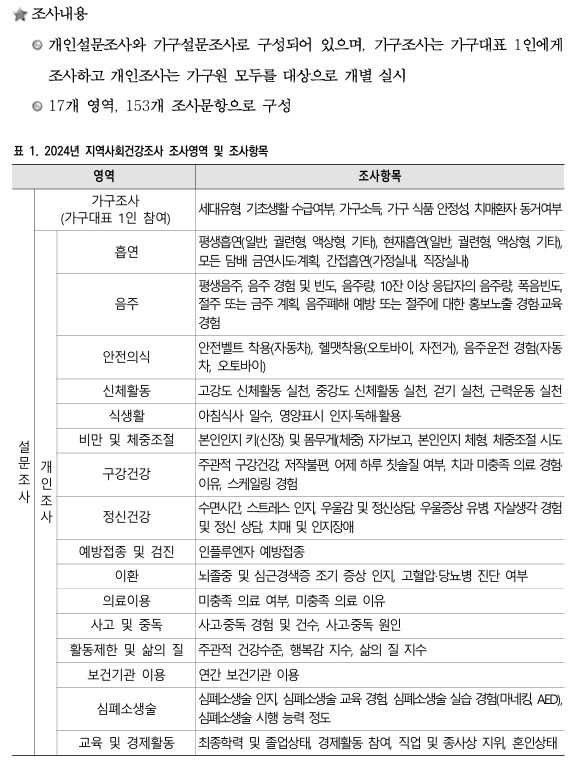 조사내용
개인설문조사와 가구설문조사로 구성되어 있으며, 가구조사는 가구대표 1인에게
조사하고 개인조사는 가구원 모두를 대상으로 개별 실시
17개 영역, 153개 조사문항으로 구성
표 1. 2024년 지역사회건강조사 조사영역 및 조사항목
영역 조사항목
설문조사
가구조사
(가구대표 1인 참여)
세대유형, 기초생활 수급여부, 가구소득, 가구 식품 안정성, 치매환자 동거여부
개인조사
흡연
평생흡연(일반, 궐련형, 액상형, 기타), 현재흡연(일반, 궐련형, 액상형, 기타),
모든 담배 금연시도·계획, 간접흡연(가정실내, 직장실내)
음주
평생음주, 음주 경험 및 빈도, 음주량, 10잔 이상 응답자의 음주량, 폭음빈도,
절주 또는 금주 계획, 음주폐해 예방 또는 절주에 대한 홍보노출 경험·교육
경험
안전의식
안전벨트 착용(자동차), 헬맷착용(오토바이, 자전거), 음주운전 경험(자동
차, 오토바이)
신체활동
고강도 신체활동 실천, 중강도 신체활동 실천, 걷기 실천, 근력운동 실천
식생활
아침식사 일수, 영양표시 인지·독해·활용
비만 및 체중조절
본인인지 키(신장) 및 몸무게(체중) 자가보고, 본인인지 체형, 체중조절 시도
구강건강
주관적 구강건강, 저작불편, 어제 하루 칫솔질 여부, 치과 미충족 의료 경험·
이유, 스케일링 경험
정신건강
수면시간, 스트레스 인지, 우울감 및 정신상담, 우울증상 유병, 자살생각 경험
및 정신 상담, 치매 및 인지장애
예방접종 및 검진
인플루엔자 예방접종
이환
뇌졸중 및 심근경색증 조기 증상 인지, 고혈압·당뇨병 진단 여부
의료이용
미충족 의료 여부, 미충족 의료 이유
사고 및 중독
사고·중독 경험 및 건수, 사고·중독 원인
활동제한 및 삶의 질
주관적 건강수준, 행복감 지수, 삶의 질 지수
보건기관 이용
연간 보건기관 이용
심폐소생술
심폐소생술 인지, 심폐소생술 교육 경험, 심폐소생술 실습 경험(마네킹, AED),
심폐소생술 시행 능력 정도
교육 및 경제활동
최종학력 및 졸업상태, 경제활동 참여, 직업 및 종사상 지위, 혼인상태